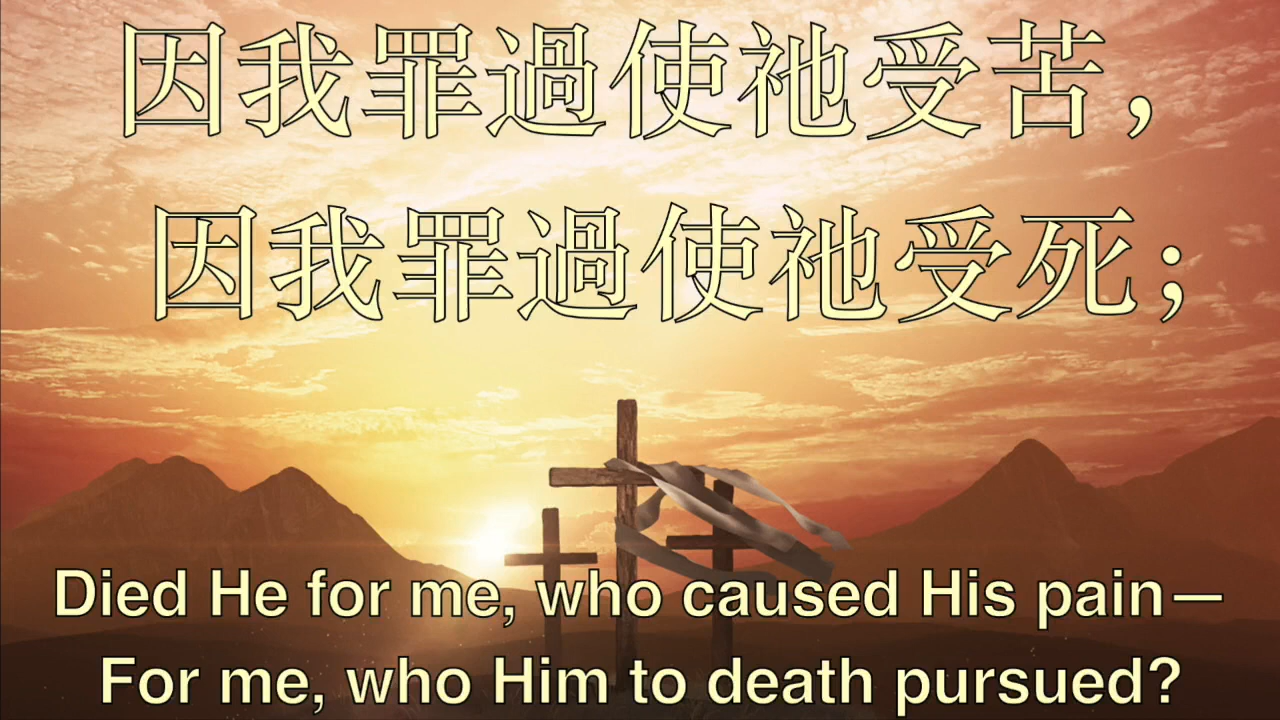 因我罪過使祂受苦，
因我罪過使祂受死；
Died He for me, who caused His pain—
For me, who Him to death pursued?